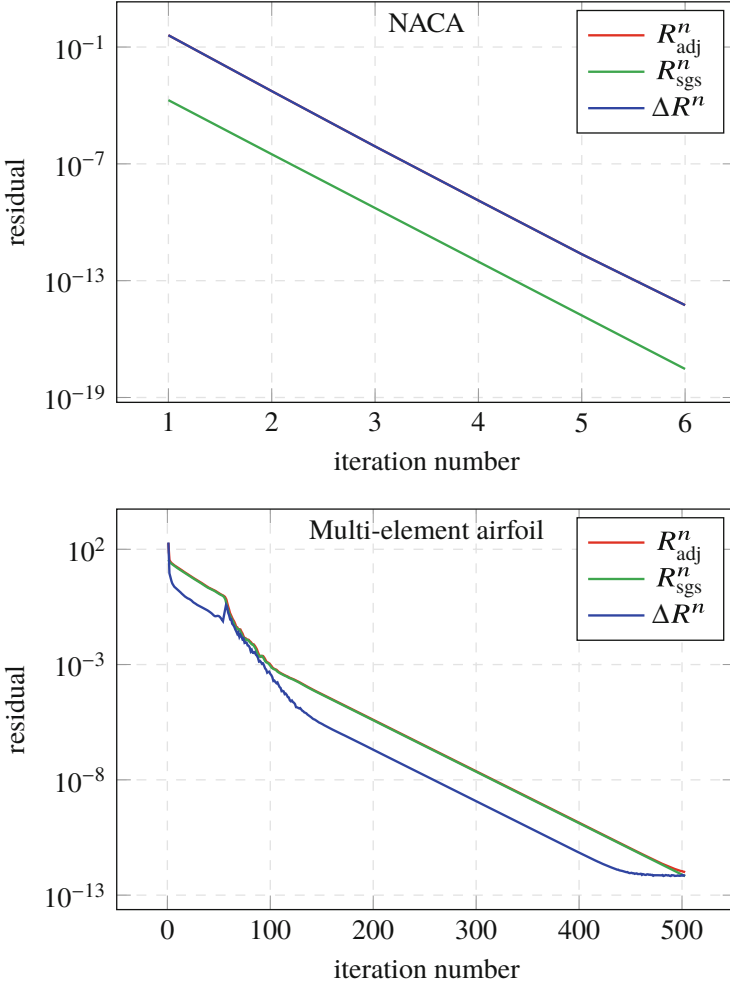 NACA
R^n_adj
R^n_sgs
ΔR^n
10^−1
10^−7
10^−13
10^−19
residual
1 2 3 4 5 6
iteration number
Multi-element airfoil
R^n_adj
R^n_sgs
ΔR^n
10^2
10^−3
10^−8
10^−13
residual
0 100 200 300 400 500
iteration number